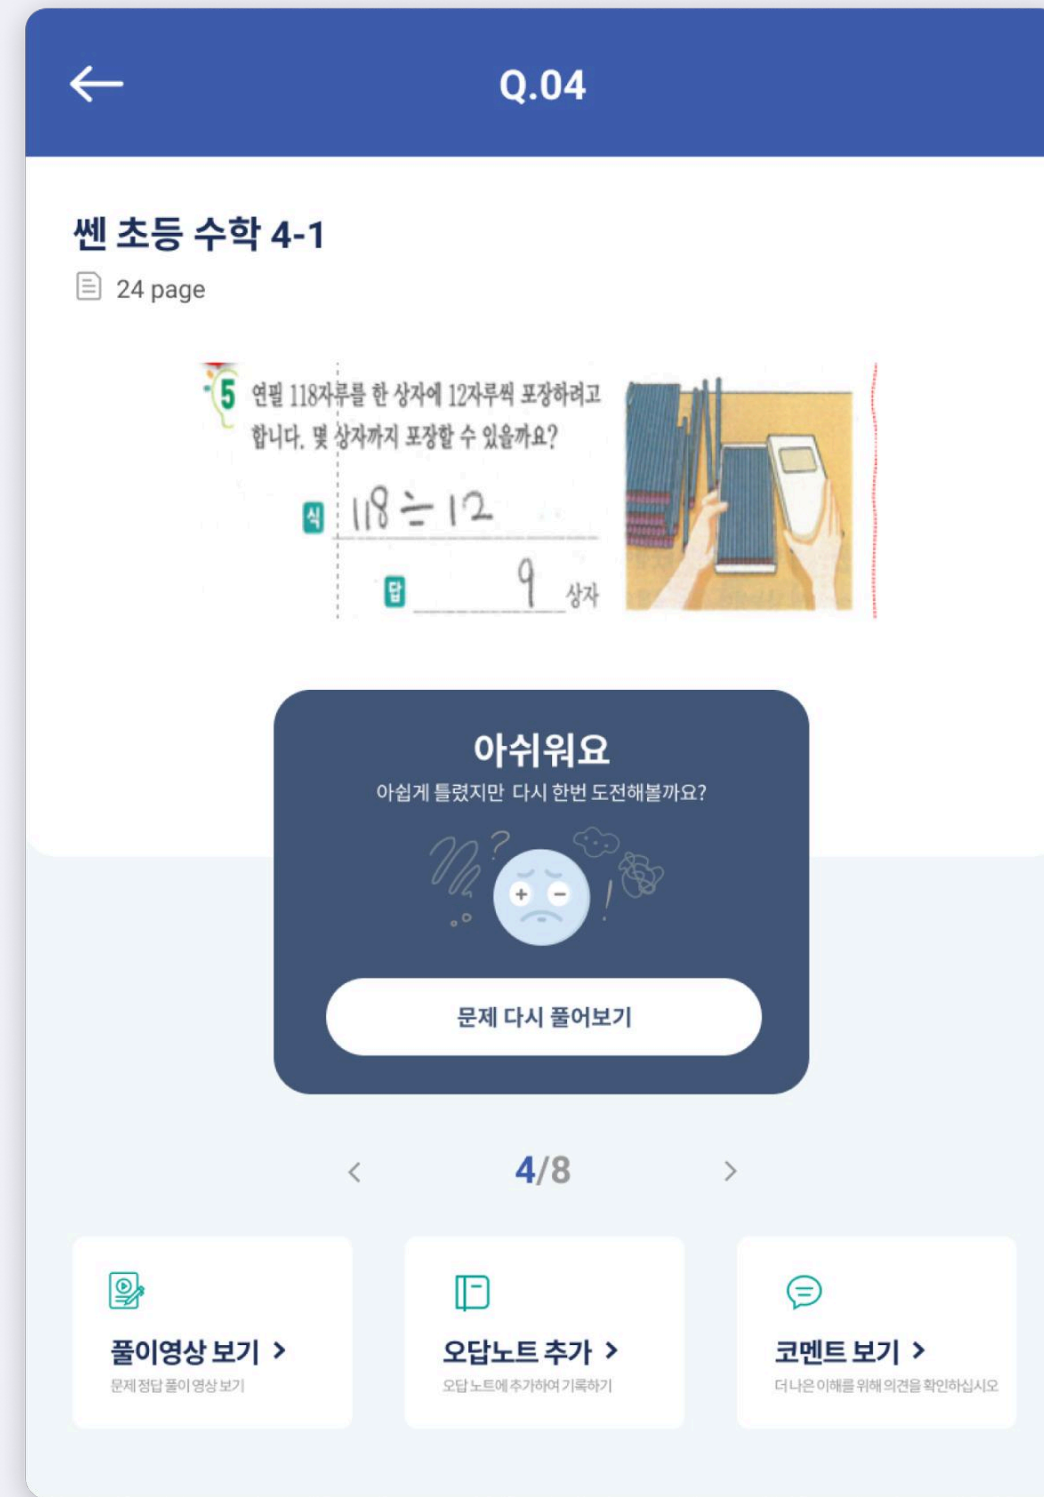 Q.04
쎈 초등 수학 4-1
24 page
5 연필 118자루를 한 상자에 12자루씩 포장하려고
합니다. 몇 상자까지 포장할 수 있을까요?
식 118÷12
답 9 상자
아쉬워요
아쉽게 틀렸지만 다시 한번 도전해볼까요?
문제 다시 풀어보기
4/8
풀이영상 보기
문제 정답 풀이 영상 보기
오답노트 추가
오답 노트에 추가하여 기록하기
코멘트 보기
더 나은 이해를 위해 의견을 확인하십시오